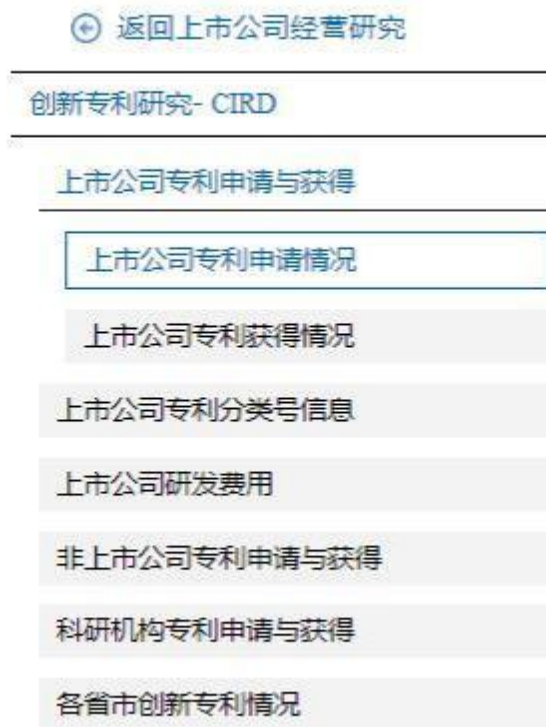 返回上市公司经营研究
创新专利研究- CIRD
上市公司专利申请与获得
上市公司专利申请情况
上市公司专利获得情况
上市公司专利分类号信息
上市公司研发费用
非上市公司专利申请与获得
科研机构专利申请与获得
各省市创新专利情况